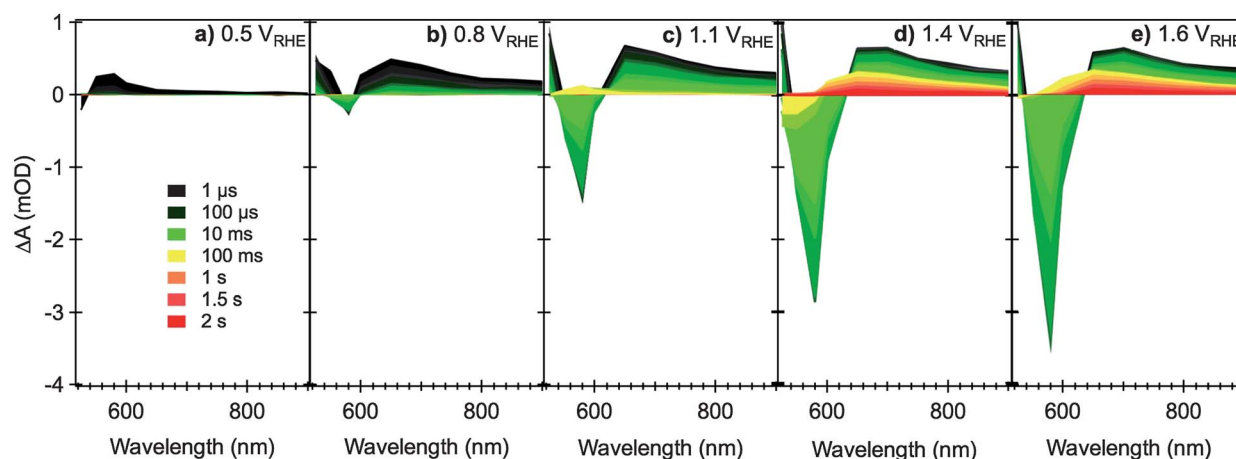 a) 0.5 VRHE
b) 0.8 VRHE
c) 1.1 VRHE
d) 1.4 VRHE
e) 1.6 VRHE
1
0
-1
-2
-3
-4
ΔA (mOD)
1 µs
100 µs
10 ms
100 ms
1 s
1.5 s
2 s
600 800
600 800
600 800
600 800
600 800
Wavelength (nm)
Wavelength (nm)
Wavelength (nm)
Wavelength (nm)
Wavelength (nm)